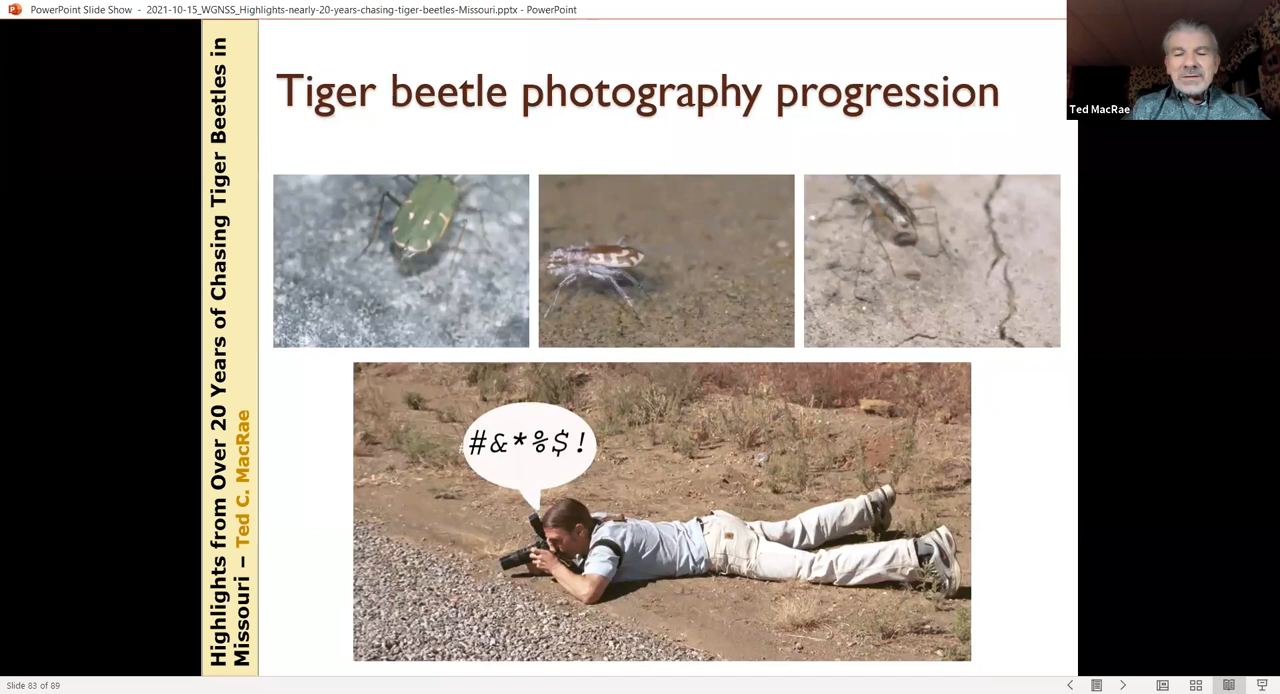 PowerPoint Slide Show - 2021-10-15_WGNSS_Highlights-nearly-20-years-chasing-tiger-beetles-Missouri.pptx - PowerPoint
Ted MacRae
Highlights from Over 20 Years of Chasing Tiger Beetles in
Missouri – Ted C. MacRae
Tiger beetle photography progression
#&*%$!
Slide 83 of 89